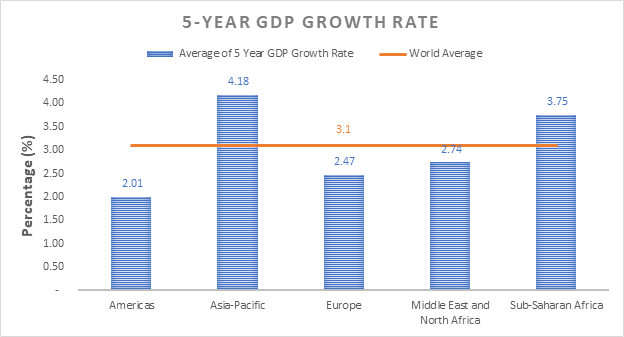 5-YEAR GDP GROWTH RATE
Average of 5 Year GDP Growth Rate World Average
Percentage (%)
4.50
4.00
3.50
3.00
2.50
2.00
1.50
1.00
0.50
-
2.01
4.18
3.1
2.47
2.74
3.75
Americas
Asia-Pacific
Europe
Middle East and
North Africa
Sub-Saharan Africa